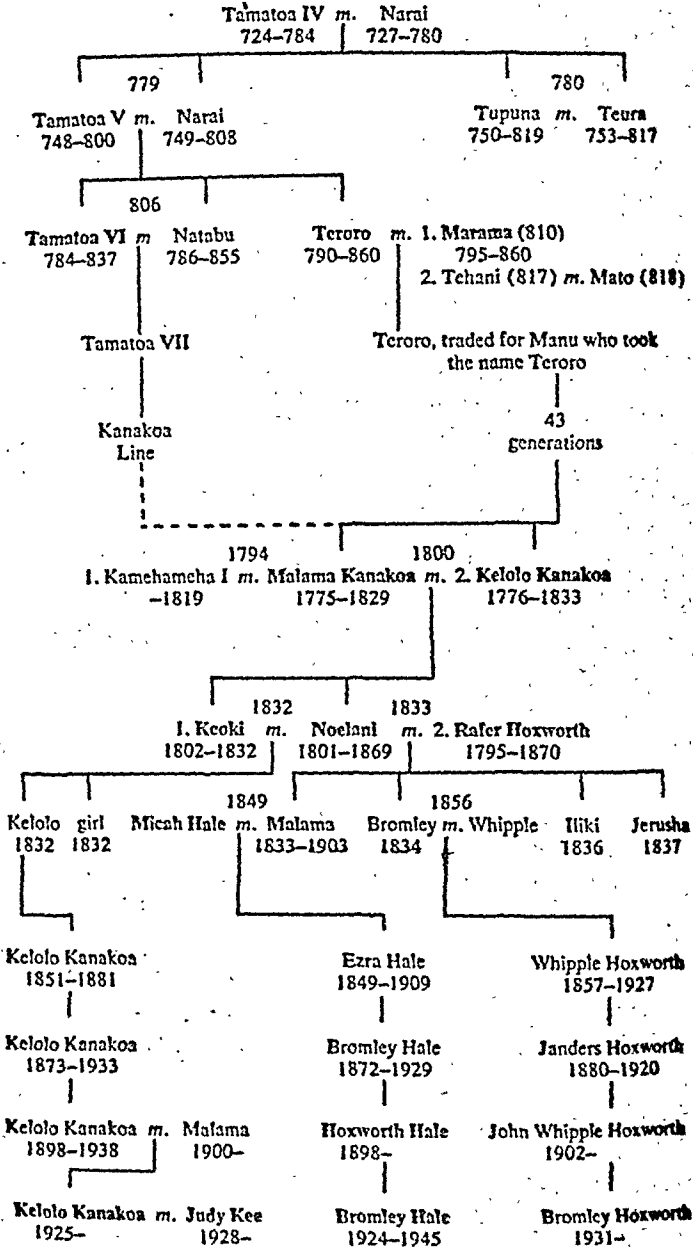 Tamatoa IV m. Narai
724–784 727–780
779 780
Tamatoa V m. Narai Tupuna m. Teura
748–800 749–808 750–819 753–817
806
Tamatoa VI m Natabu Teroro m. 1. Marama (810)
784–837 786–855 790–860 795–860
2. Tehani (817) m. Mato (818)
Tamatoa VII Teroro, traded for Manu who took
the name Teroro
Kanakoa 43
Line generations
1794 1800
1. Kamehameha I m. Malama Kanakoa m. 2. Kelolo Kanakoa
–1819 1775–1829 1776–1833
1832 1833
1. Keoki m. Noelani m. 2. Rafer Hoxworth
1802–1832 1801–1869 1795–1870
1849 1856
Kelolo girl Micah Hale m. Malama Bromley m. Whipple Iliki Jerusha
1832 1832 1833–1903 1834 1836 1837
Kelolo Kanakoa Ezra Hale Whipple Hoxworth
1851–1881 1849–1909 1857–1927
Kelolo Kanakoa Bromley Hale Janders Hoxworth
1873–1933 1872–1929 1880–1920
Kelolo Kanakoa m. Malama Hoxworth Hale John Whipple Hoxworth
1898–1938 1900– 1898– 1902–
Kelolo Kanakoa m. Judy Kee Bromley Hale Bromley Hoxworth
1925– 1928– 1924–1945 1931–